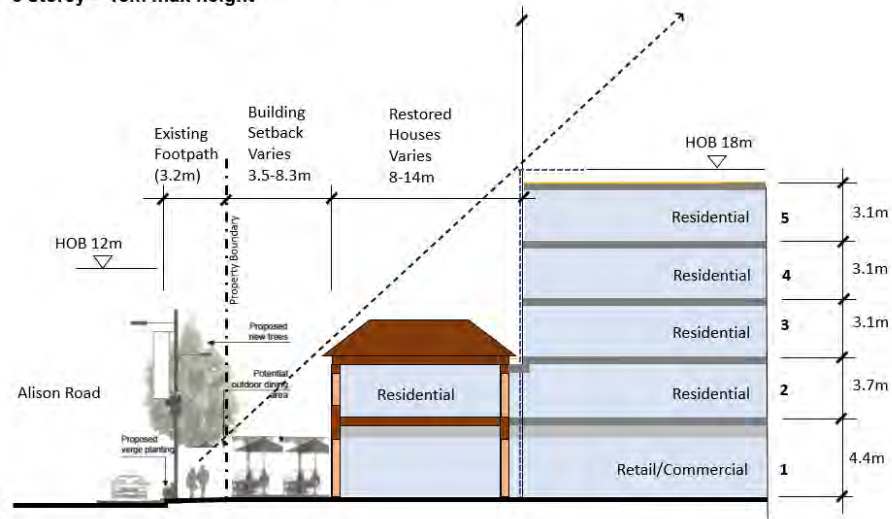 Existing
Footpath
(3.2m)
Building
Setback
Varies
3.5-8.3m
Restored
Houses
Varies
8-14m
HOB 18m
HOB 12m
Property Boundary
Residential
5
3.1m
Residential
4
3.1m
Residential
3
3.1m
Residential
2
3.7m
Retail/Commercial
1
4.4m
Proposed
new trees
Potential
outdoor dining
area
Residential
Alison Road
Proposed
verge planting